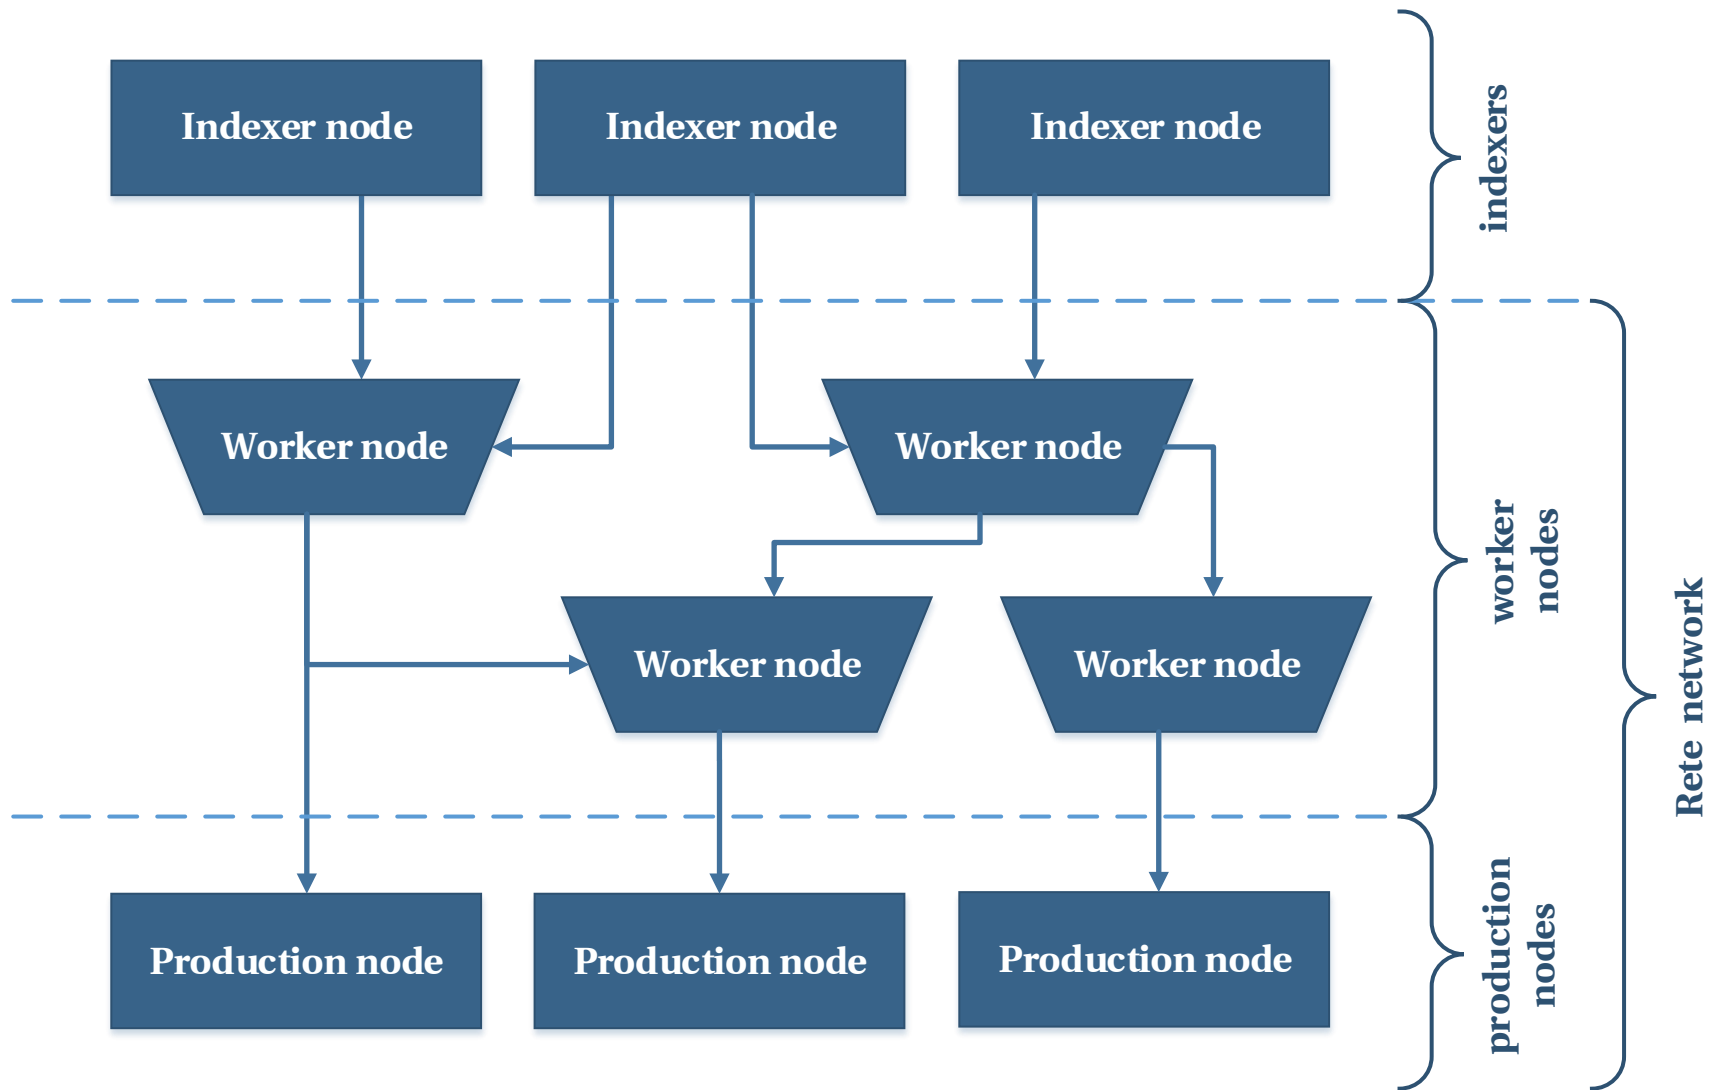 Indexer node
Indexer node
Indexer node
indexers
Worker node
Worker node
worker
nodes
Worker node
Worker node
Rete network
Production node
Production node
Production node
production
nodes